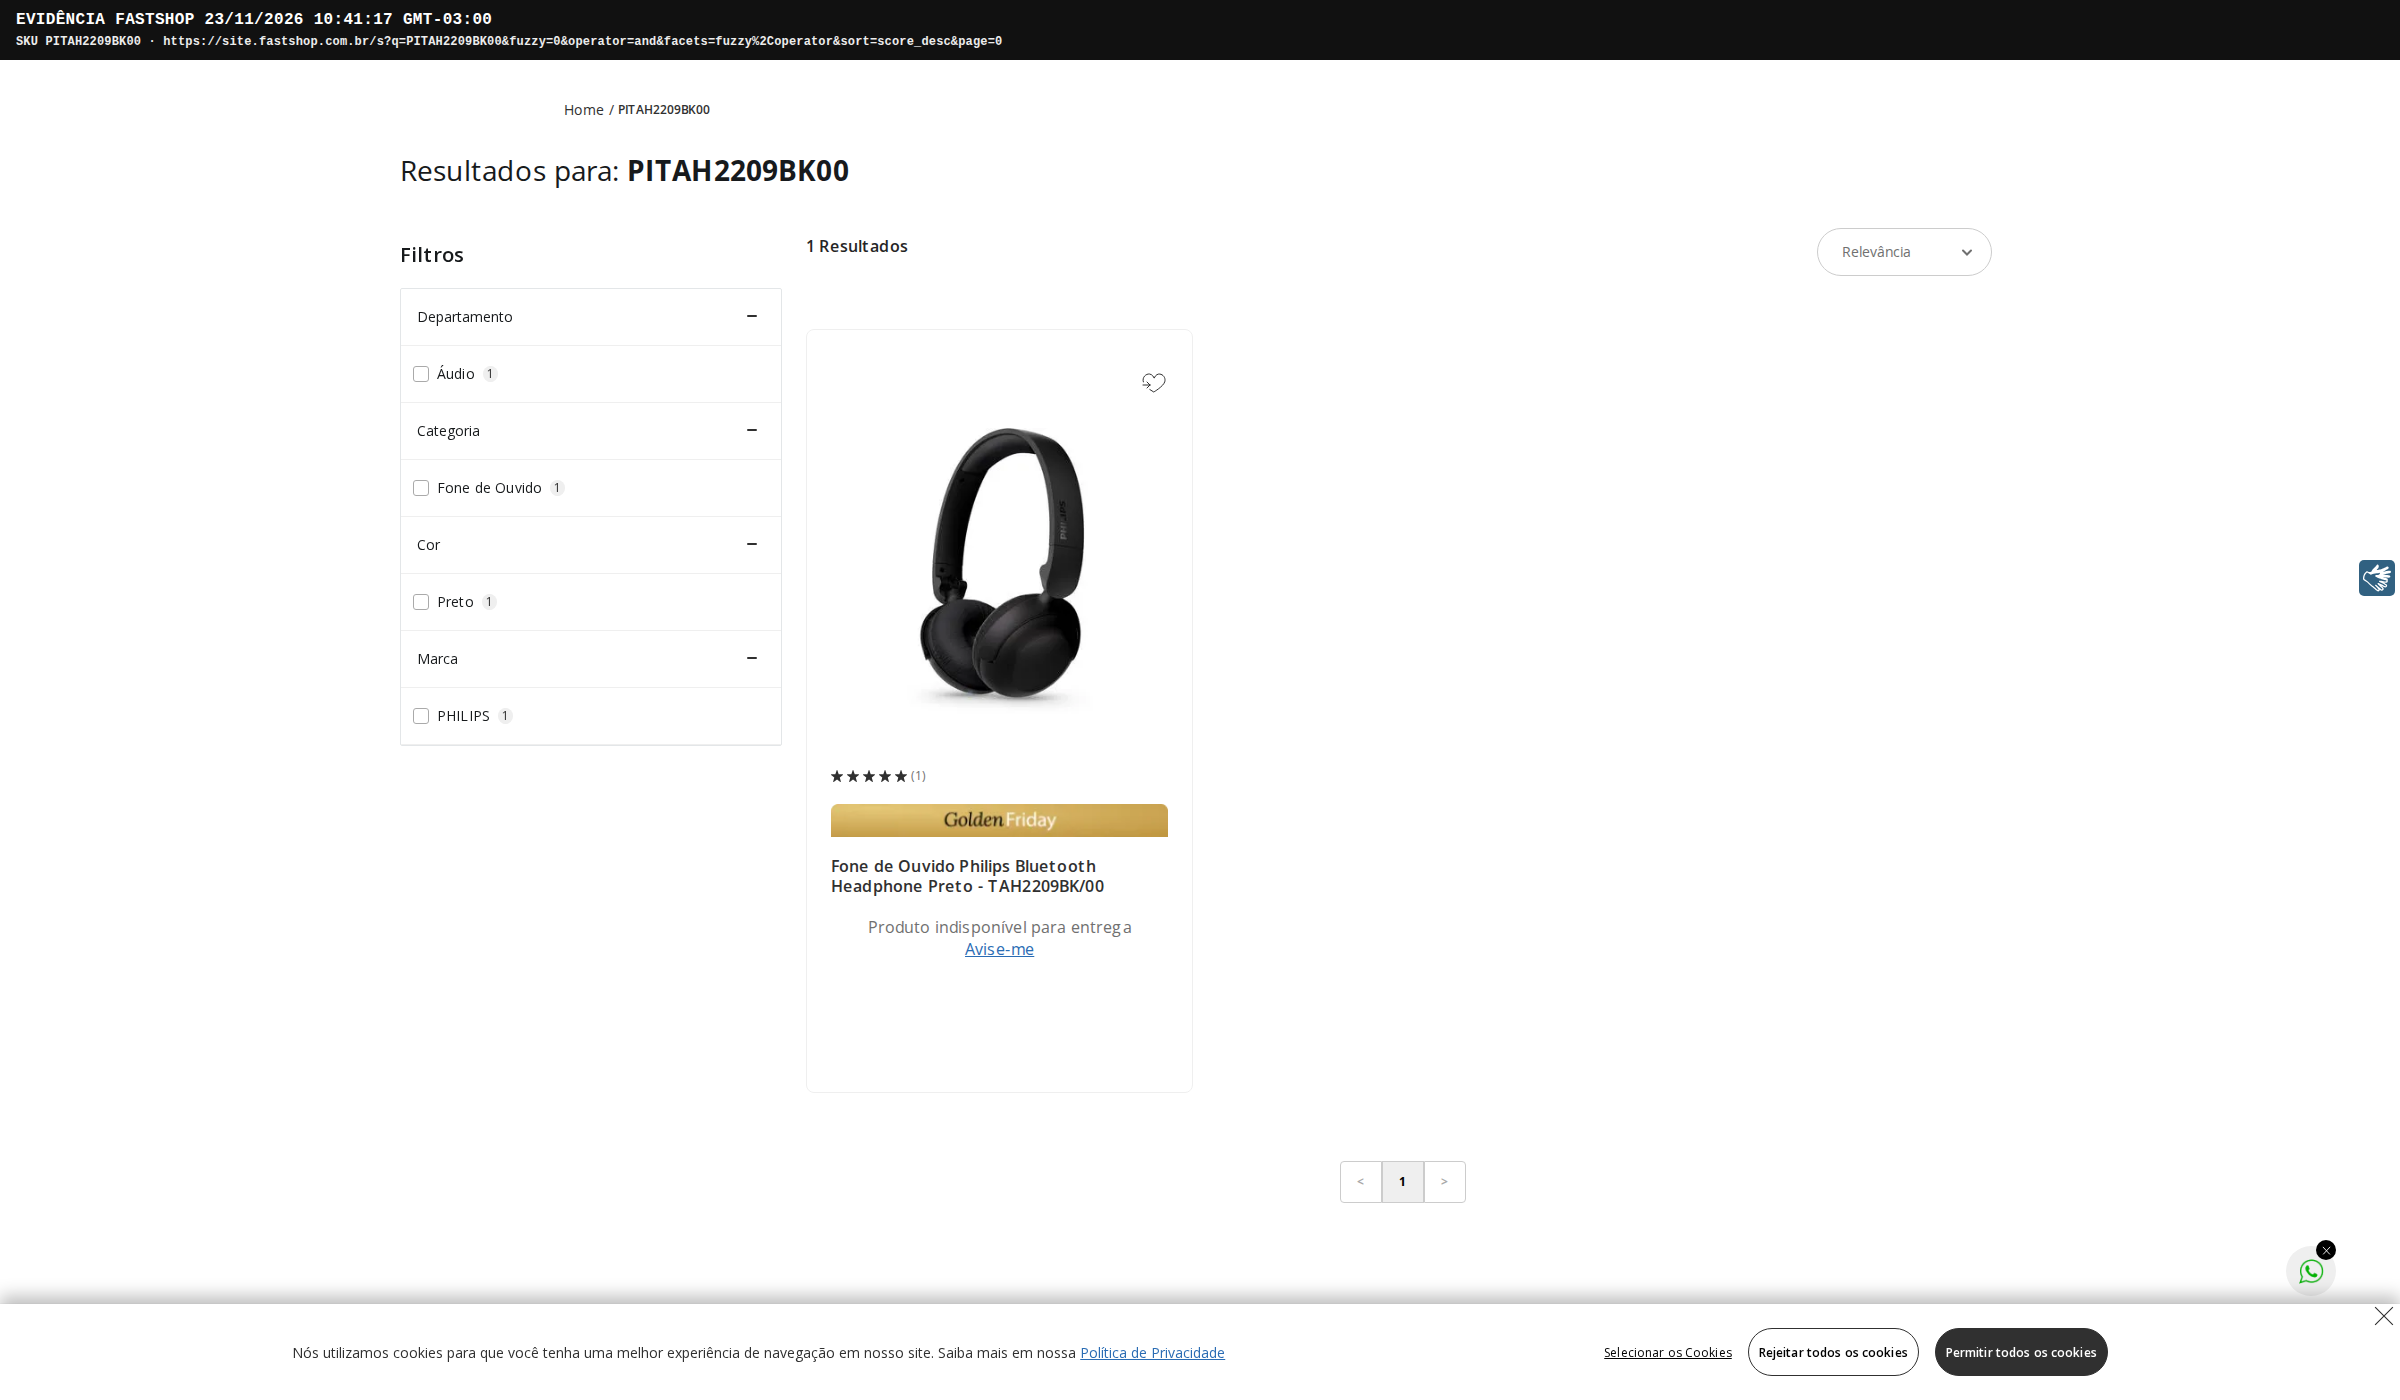 EVIDÊNCIA FASTSHOP 23/11/2026 10:41:17 GMT-03:00
SKU PITAH2209BK00 · https://site.fastshop.com.br/s?q=PITAH2209BK00&fuzzy=0&operator=and&facets=fuzzy%2Coperator&sort=score_desc&page=0
Home / PITAH2209BK00
Resultados para: PITAH2209BK00
Filtros
1 Resultados
Relevância
Departamento
Áudio 1
Categoria
Fone de Ouvido 1
Cor
Preto 1
Marca
PHILIPS 1
PHILIPS
(1)
Golden Friday
Fone de Ouvido Philips Bluetooth
Headphone Preto - TAH2209BK/00
Produto indisponível para entrega
Avise-me
< 1 >
Nós utilizamos cookies para que você tenha uma melhor experiência de navegação em nosso site. Saiba mais em nossa Política de Privacidade
Selecionar os Cookies
Rejeitar todos os cookies
Permitir todos os cookies